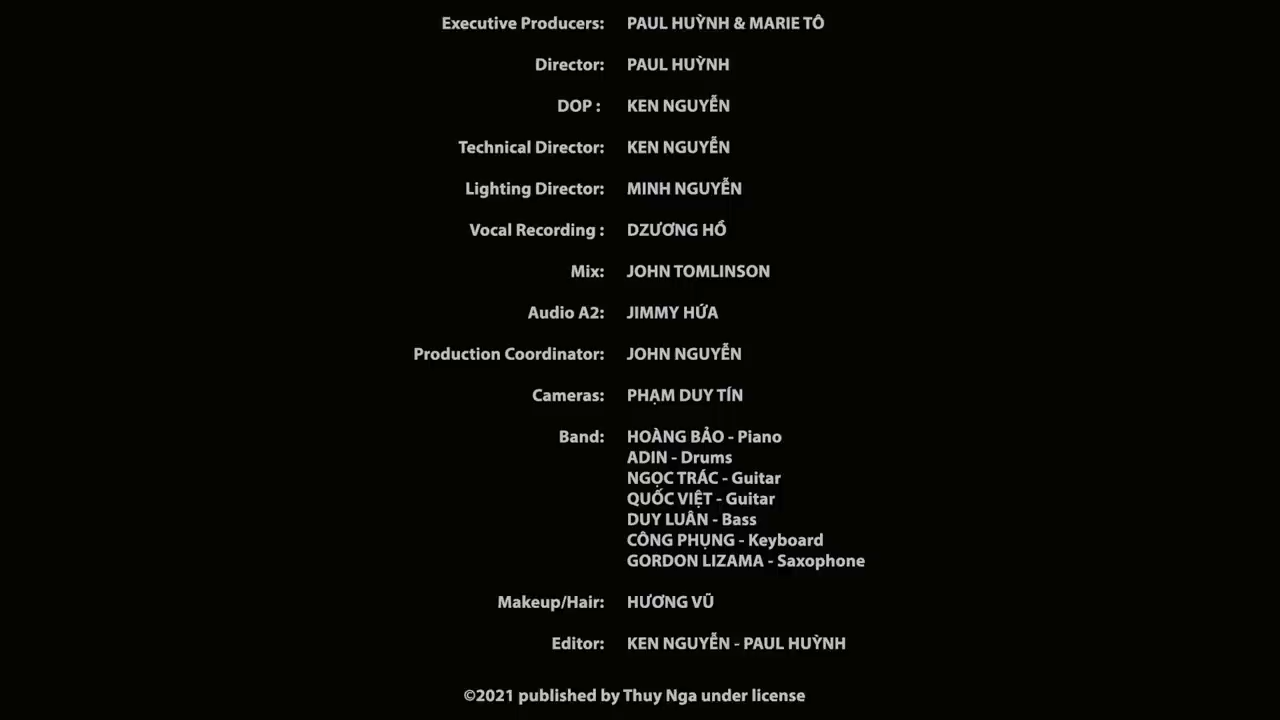 Executive Producers: PAUL HUỲNH & MARIE TÔ
Director: PAUL HUỲNH
DOP : KEN NGUYỄN
Technical Director: KEN NGUYỄN
Lighting Director: MINH NGUYỄN
Vocal Recording : DZƯƠNG HỒ
Mix: JOHN TOMLINSON
Audio A2: JIMMY HỨA
Production Coordinator: JOHN NGUYỄN
Cameras: PHẠM DUY TÍN
Band: HOÀNG BẢO - Piano
ADIN - Drums
NGỌC TRÁC - Guitar
QUỐC VIỆT - Guitar
DUY LUÂN - Bass
CÔNG PHỤNG - Keyboard
GORDON LIZAMA - Saxophone
Makeup/Hair: HƯƠNG VŨ
Editor: KEN NGUYỄN - PAUL HUỲNH
©2021 published by Thuy Nga under license